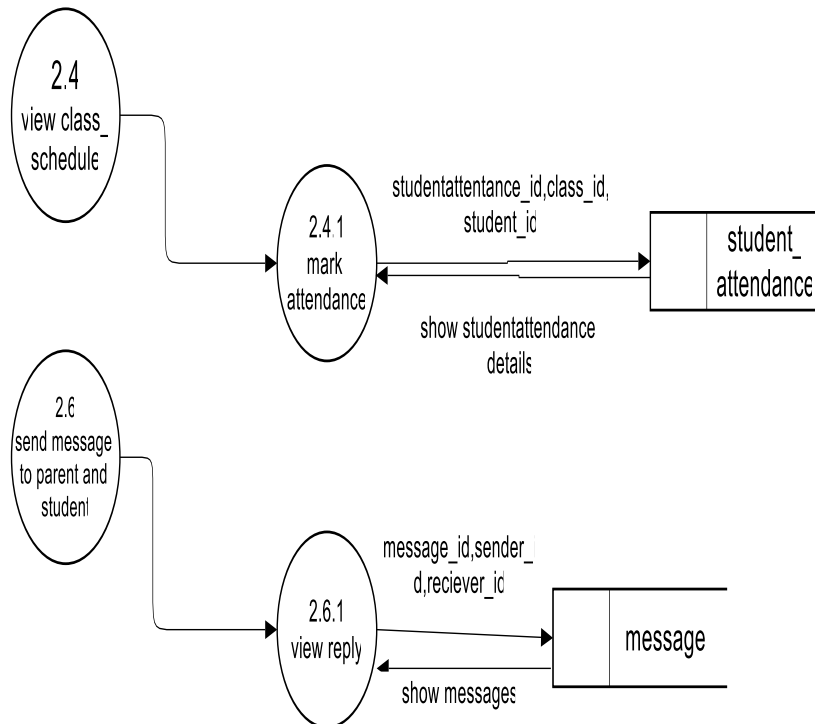 2.4
view class_
schedule
2.4.1
mark
attendance
studentattentance_id,class_id,
student_id
student_
attendance
show studentattendance
details
2.6
send message
to parent and
student
2.6.1
view reply
message_id,sender_i
d,reciever_id
message
show messages